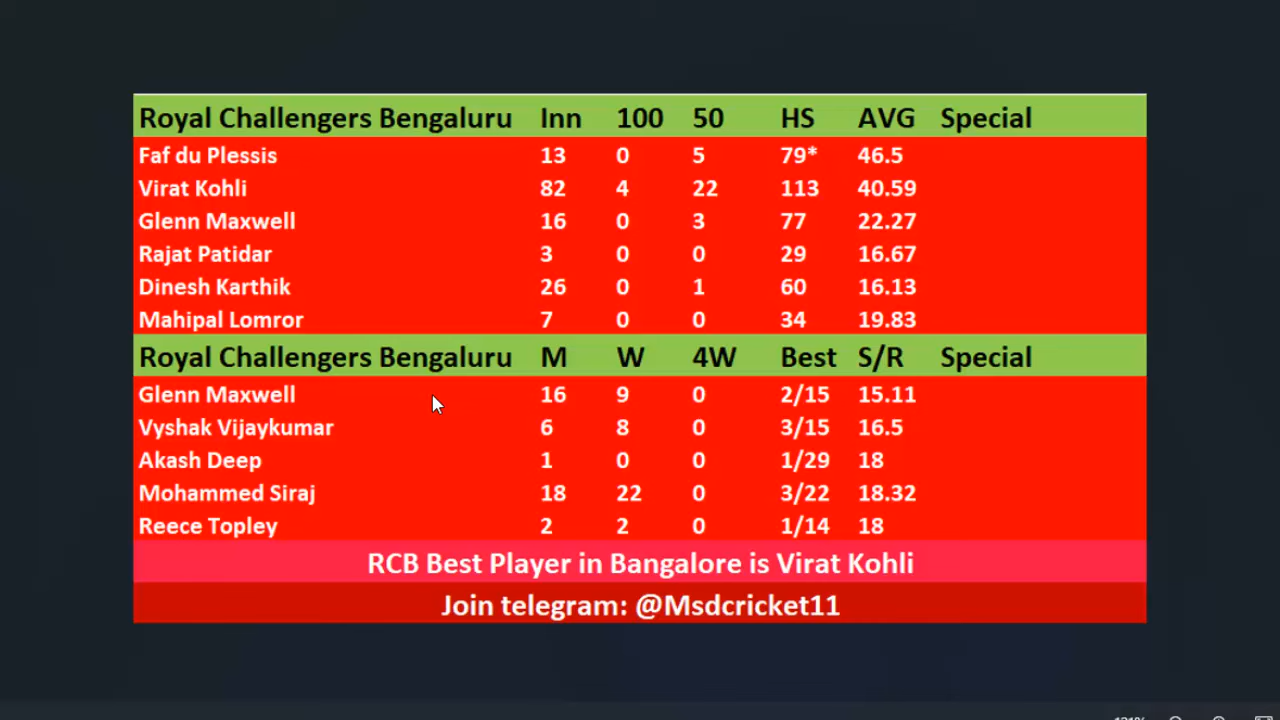 Royal Challengers Bengaluru Inn 100 50 HS AVG Special
Faf du Plessis 13 0 5 79* 46.5
Virat Kohli 82 4 22 113 40.59
Glenn Maxwell 16 0 3 77 22.27
Rajat Patidar 3 0 0 29 16.67
Dinesh Karthik 26 0 1 60 16.13
Mahipal Lomror 7 0 0 34 19.83
Royal Challengers Bengaluru M W 4W Best S/R Special
Glenn Maxwell 16 9 0 2/15 15.11
Vyshak Vijaykumar 6 8 0 3/15 16.5
Akash Deep 1 0 0 1/29 18
Mohammed Siraj 18 22 0 3/22 18.32
Reece Topley 2 2 0 1/14 18
RCB Best Player in Bangalore is Virat Kohli
Join telegram: @Msdcricket11